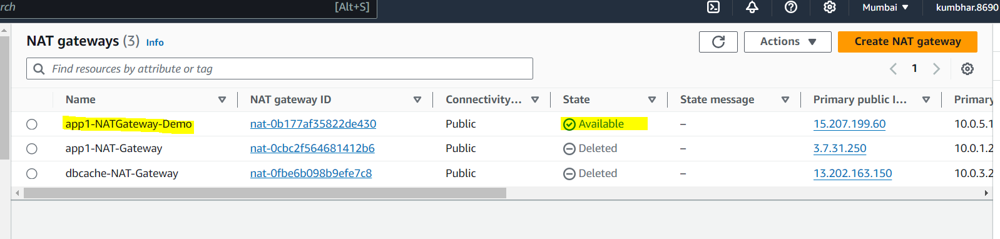 rch [Alt+S] Mumbai ▼ kumbhar.8690
NAT gateways (3) Info Actions ▼ Create NAT gateway
Find resources by attribute or tag 1
Name NAT gateway ID Connectivity... State State message Primary public I... Primary
app1-NATGateway-Demo nat-0b177af35822de430 Public Available – 15.207.199.60 10.0.5.1
app1-NAT-Gateway nat-0cbc2f564681412b6 Public Deleted – 3.7.31.250 10.0.1.2
dbcache-NAT-Gateway nat-0fbe6b098b9efe7c8 Public Deleted – 13.202.163.150 10.0.3.2